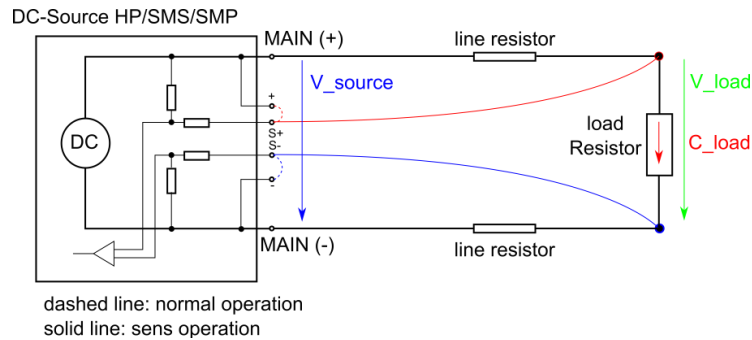 DC-Source HP/SMS/SMP
MAIN (+)
line resistor
V_source
V_load
+
S+
S-
-
DC
load
Resistor
C_load
MAIN (-)
line resistor
dashed line: normal operation
solid line: sens operation